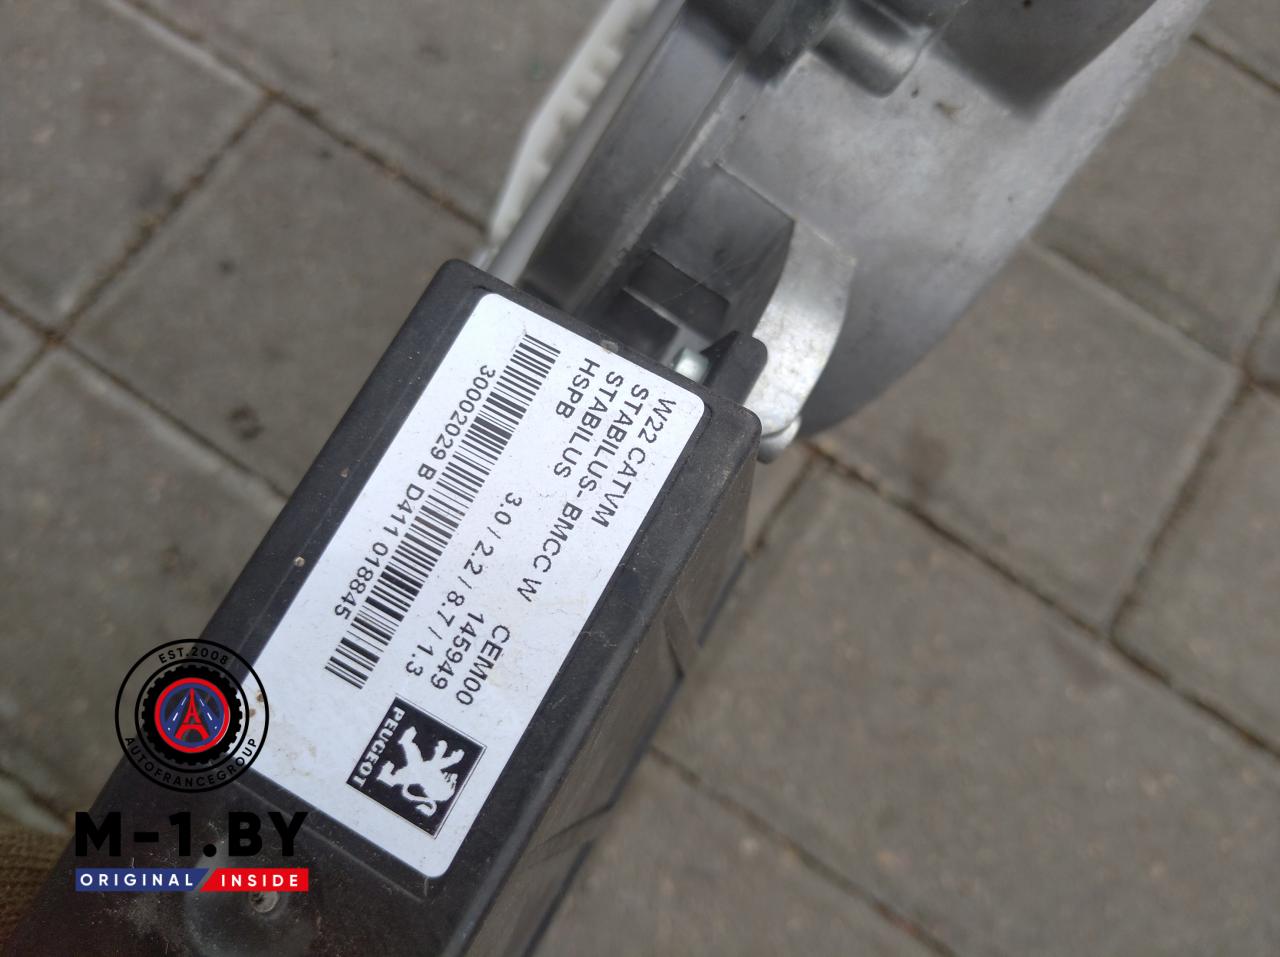 W22 CATVM
STABILUS-BMCC W
STABILUS
HSPB
CEM00
145949
3.0 / 2.2 / 8.7 / 1.3
30002029 B D411 018845
PEUGEOT
EST.2008
AUTOFRANCEGROUP
M-1.BY
ORIGINAL / INSIDE